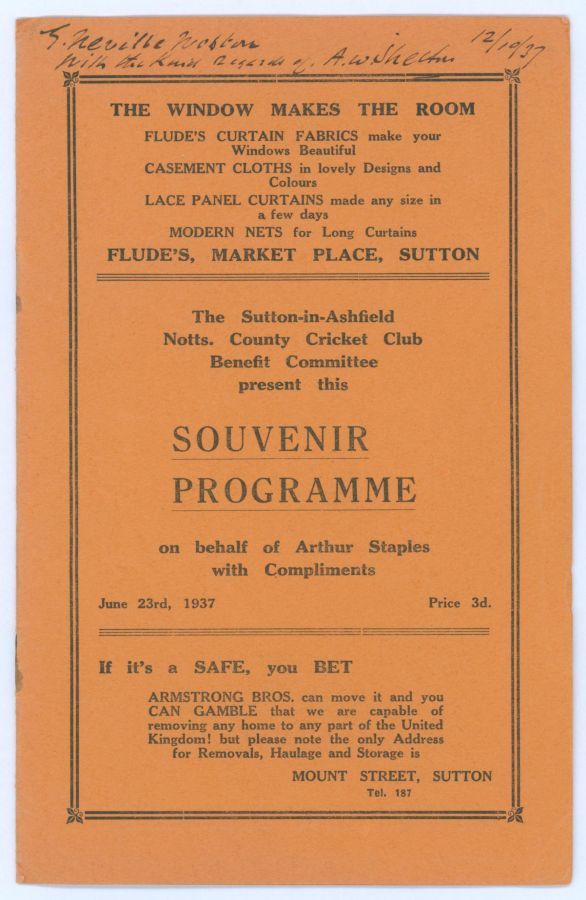 G. Neville Weston 12/10/37
With the kind regards of A.W. Shelton
THE WINDOW MAKES THE ROOM
FLUDE'S CURTAIN FABRICS make your
Windows Beautiful
CASEMENT CLOTHS in lovely Designs and
Colours
LACE PANEL CURTAINS made any size in
a few days
MODERN NETS for Long Curtains
FLUDE'S, MARKET PLACE, SUTTON
The Sutton-in-Ashfield
Notts. County Cricket Club
Benefit Committee
present this
SOUVENIR
PROGRAMME
on behalf of Arthur Staples
with Compliments
June 23rd, 1937 Price 3d.
If it's a SAFE, you BET
ARMSTRONG BROS. can move it and you
CAN GAMBLE that we are capable of
removing any home to any part of the United
Kingdom! but please note the only Address
for Removals, Haulage and Storage is
MOUNT STREET, SUTTON
Tel. 187